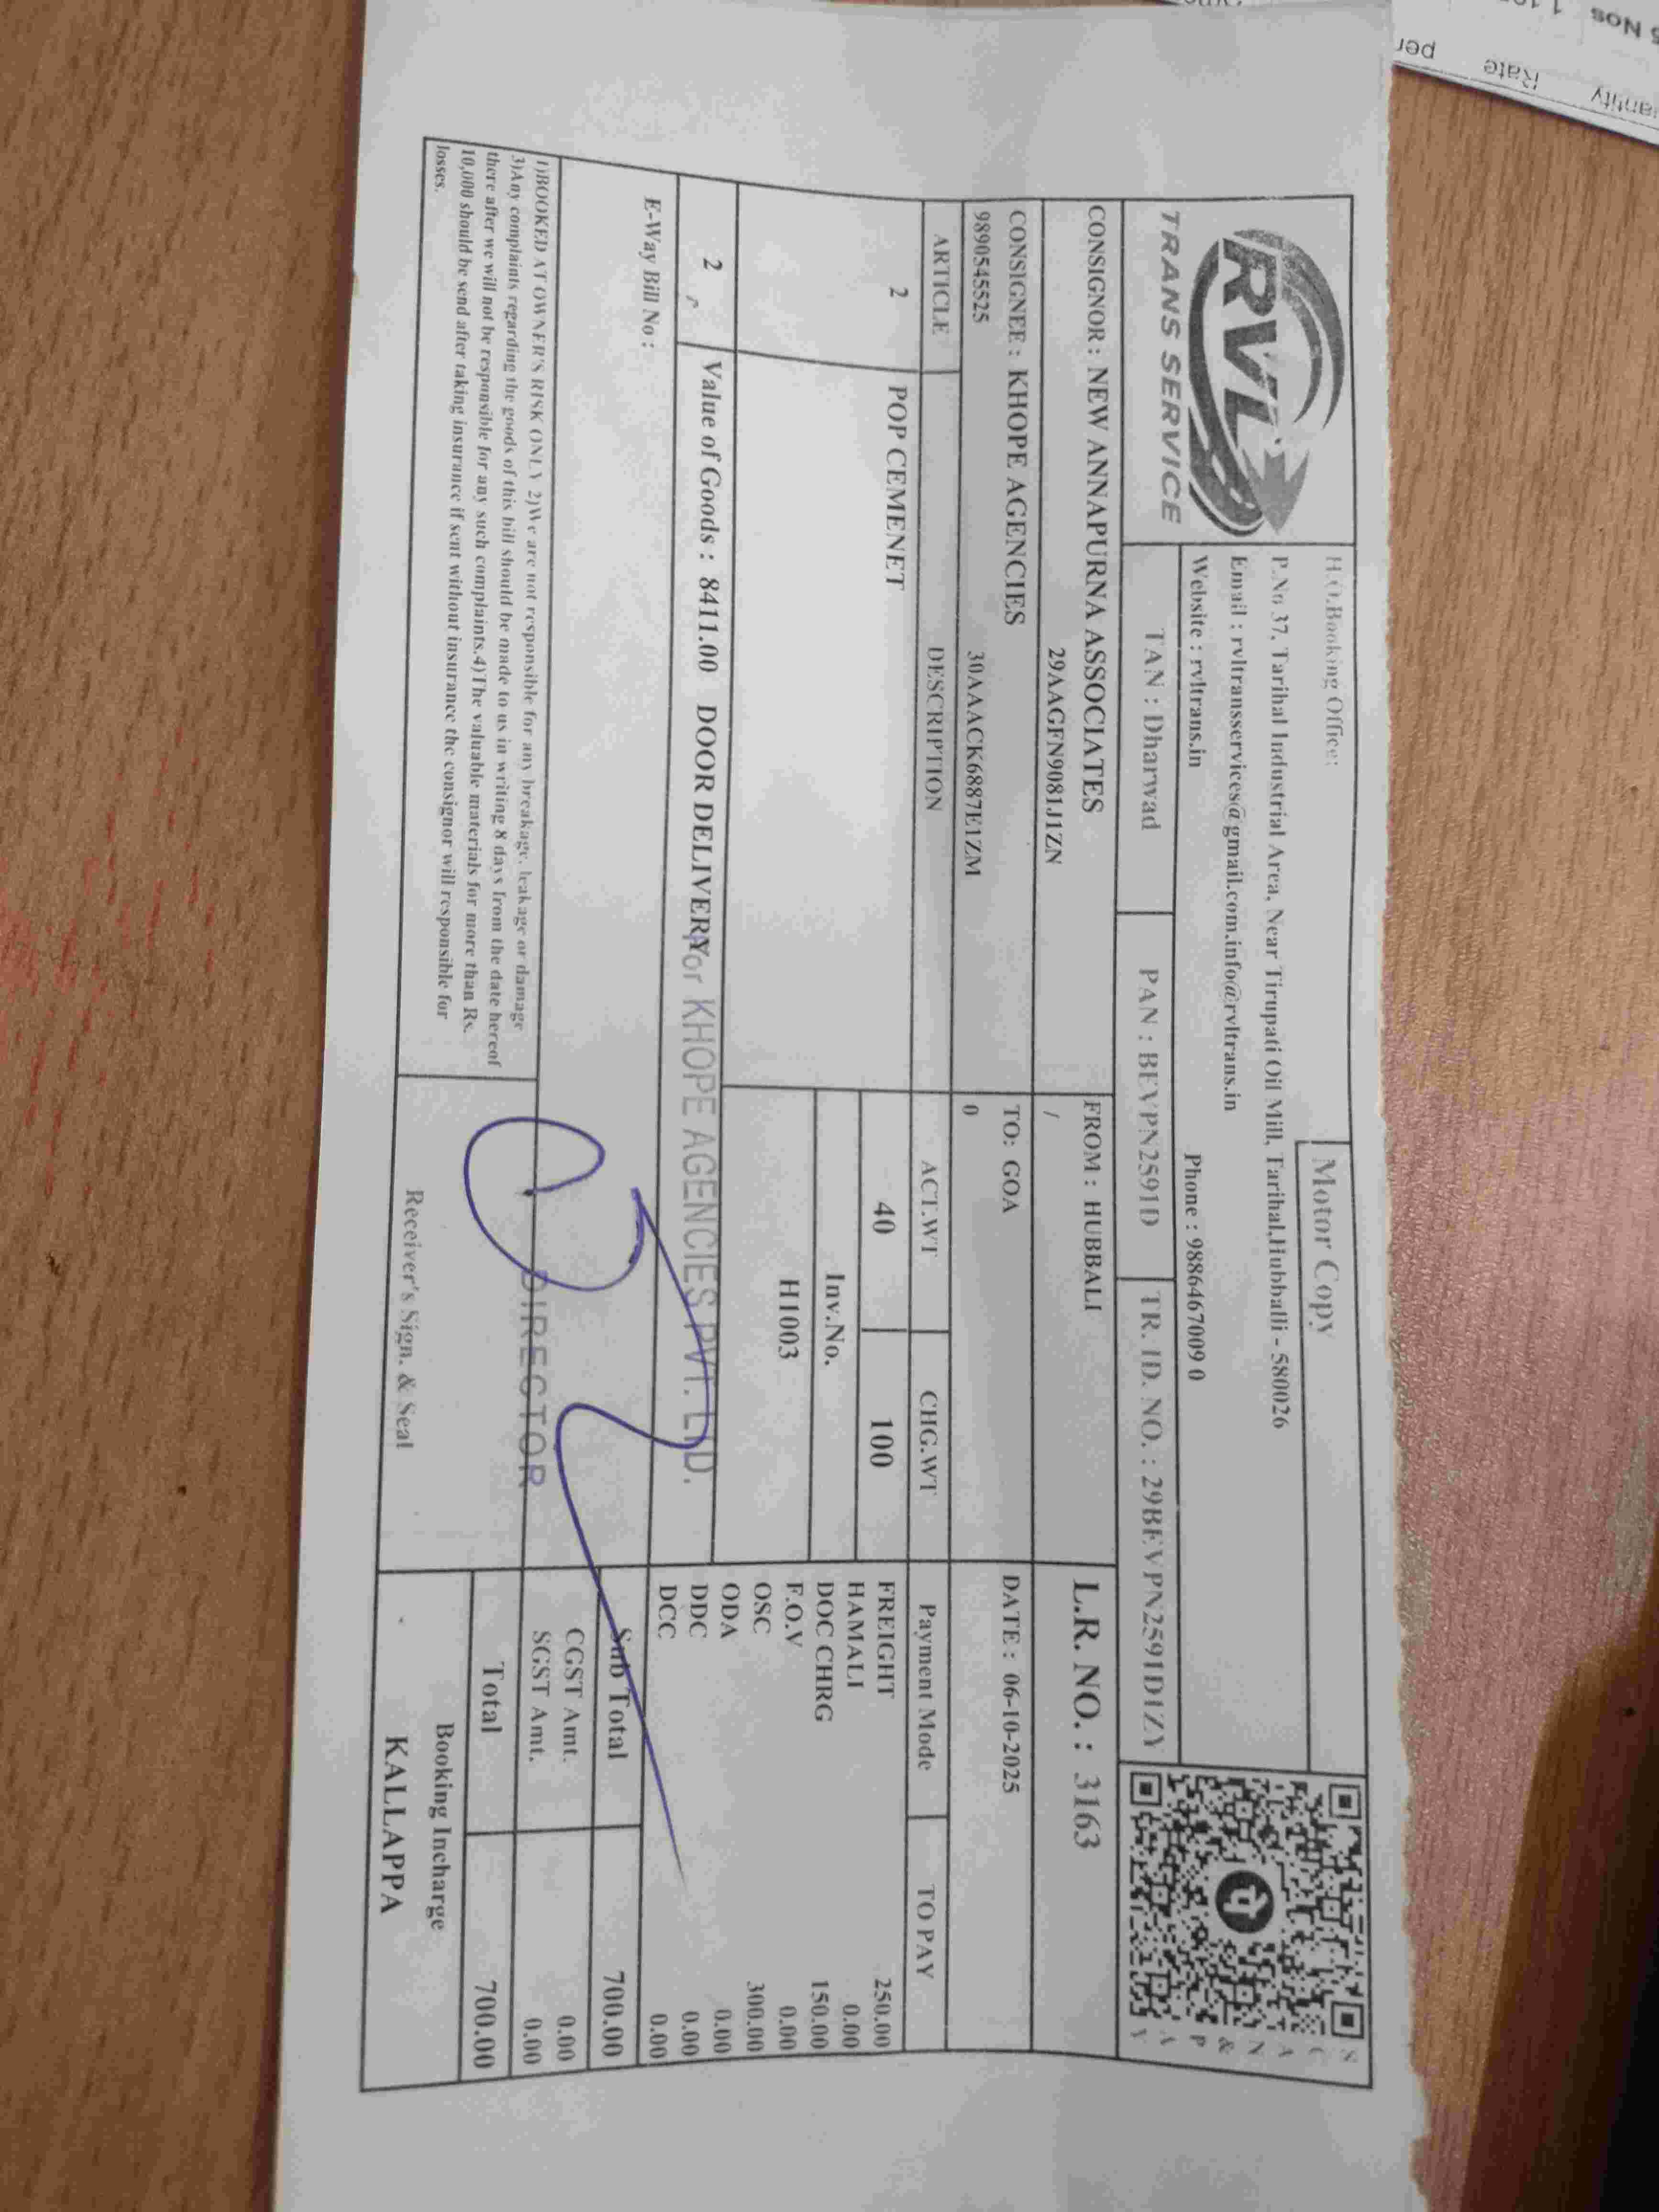 RVL
TRANS SERVICE
H.O.Booking Office:
Motor Copy
P.No 37, Tarihal Industrial Area, Near Tirupati Oil Mill, Tarihal,Hubballi - 580026
Email : rvltransservices@gmail.com,info@rvltrans.in
Website : rvltrans.in
Phone : 9886467009 0
TAN : Dharwad
PAN : BEVPN2591D
TR. ID. NO. : 29BEVPN2591D1ZY
SCAN & PAY
CONSIGNOR : NEW ANNAPURNA ASSOCIATES
29AAGFN9081J1ZN
FROM : HUBBALI
/
L.R. NO. : 3163
CONSIGNEE : KHOPE AGENCIES
9890545525
30AAACK6887E1ZM
TO: GOA
0
DATE : 06-10-2025
ARTICLE
DESCRIPTION
ACT.WT
CHG.WT
Payment Mode
TO PAY
2
POP CEMENET
40
100
Inv.No.
H1003
FREIGHT 250.00
HAMALI 0.00
DOC CHRG 150.00
F.O.V 0.00
OSC 300.00
ODA 0.00
DDC 0.00
DCC 0.00
2
Value of Goods : 8411.00 DOOR DELIVERY
For KHOPE AGENCIES PVT. LTD.
DIRECTOR
E-Way Bill No :
Sub Total 700.00
CGST Amt. 0.00
SGST Amt. 0.00
Total 700.00
1)BOOKED AT OWNER'S RISK ONLY 2)We are not responsible for any breakage, leakage or damage
3)Any complaints regarding the goods of this bill should be made to us in writing 8 days from the date hereof
there after we will not be responsible for any such complaints.4)The valuable materials for more than Rs.
10,000 should be send after taking insurance if sent without insurance the consignor will responsible for
losses.
Receiver's Sign. & Seal
Booking Incharge
KALLAPPA
Rate
per
Nos